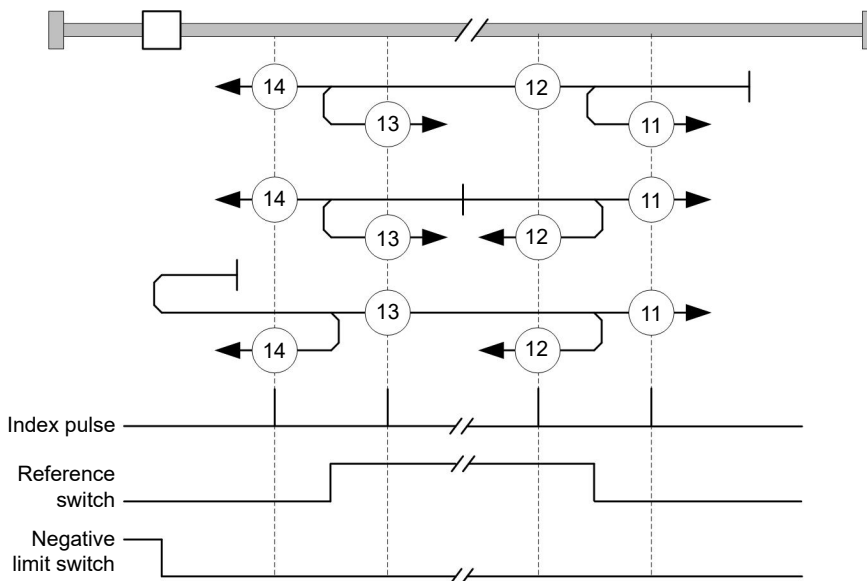 14
12
13
11
14
11
13
12
13
11
14
12
Index pulse
Reference
switch
Negative
limit switch